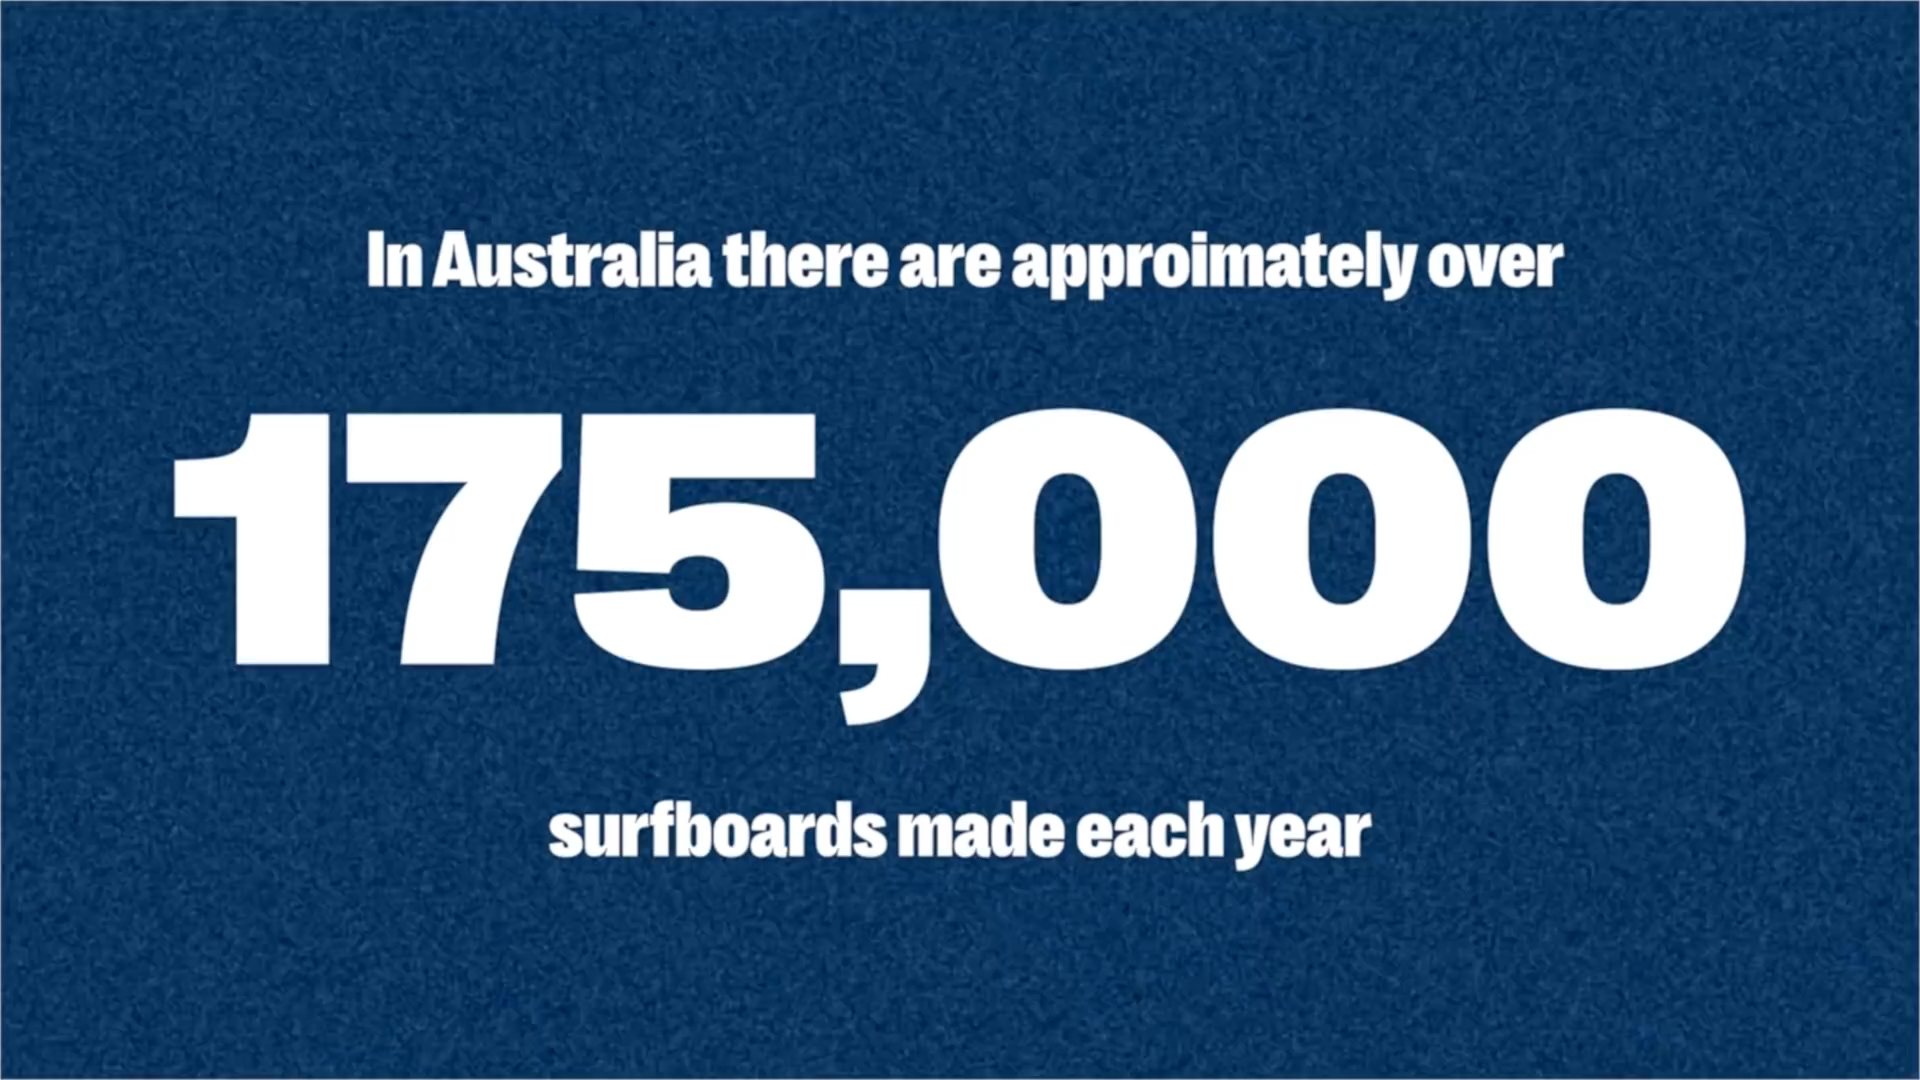 In Australia there are approimately over
175,000
surfboards made each year